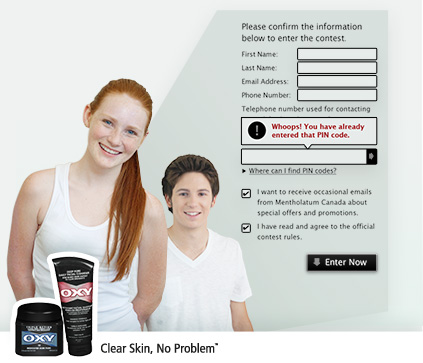 Please confirm the information
below to enter the contest.
First Name:
Last Name:
Email Address:
Phone Number:
Telephone number used for contacting
Whoops! You have already
entered that PIN code.
Where can I find PIN codes?
I want to receive occasional emails
from Mentholatum Canada about
special offers and promotions.
I have read and agree to the official
contest rules.
Enter Now
OXY
OXY
Clear Skin, No Problem™